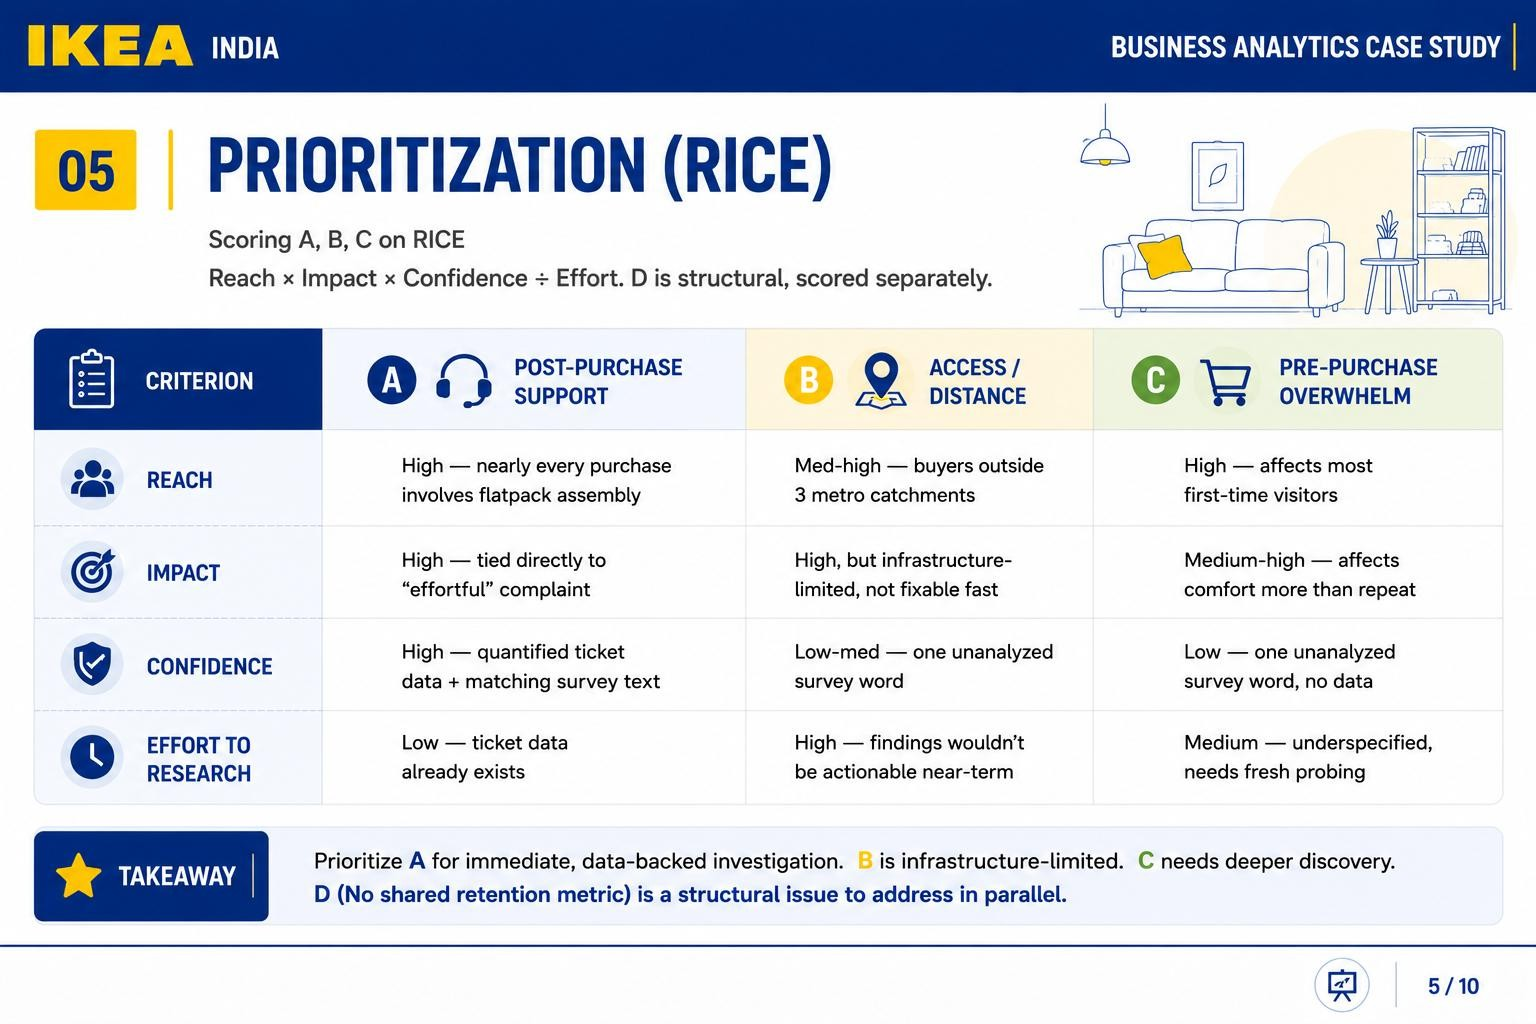 IKEA INDIA
BUSINESS ANALYTICS CASE STUDY
05
PRIORITIZATION (RICE)
Scoring A, B, C on RICE
Reach × Impact × Confidence ÷ Effort. D is structural, scored separately.
CRITERION
A POST-PURCHASE
SUPPORT
B ACCESS /
DISTANCE
C PRE-PURCHASE
OVERWHELM
REACH
High — nearly every purchase
involves flatpack assembly
Med-high — buyers outside
3 metro catchments
High — affects most
first-time visitors
IMPACT
High — tied directly to
“effortful” complaint
High, but infrastructure-
limited, not fixable fast
Medium-high — affects
comfort more than repeat
CONFIDENCE
High — quantified ticket
data + matching survey text
Low-med — one unanalyzed
survey word
Low — one unanalyzed
survey word, no data
EFFORT TO
RESEARCH
Low — ticket data
already exists
High — findings wouldn’t
be actionable near-term
Medium — underspecified,
needs fresh probing
TAKEAWAY
Prioritize A for immediate, data-backed investigation. B is infrastructure-limited. C needs deeper discovery.
D (No shared retention metric) is a structural issue to address in parallel.
5 / 10